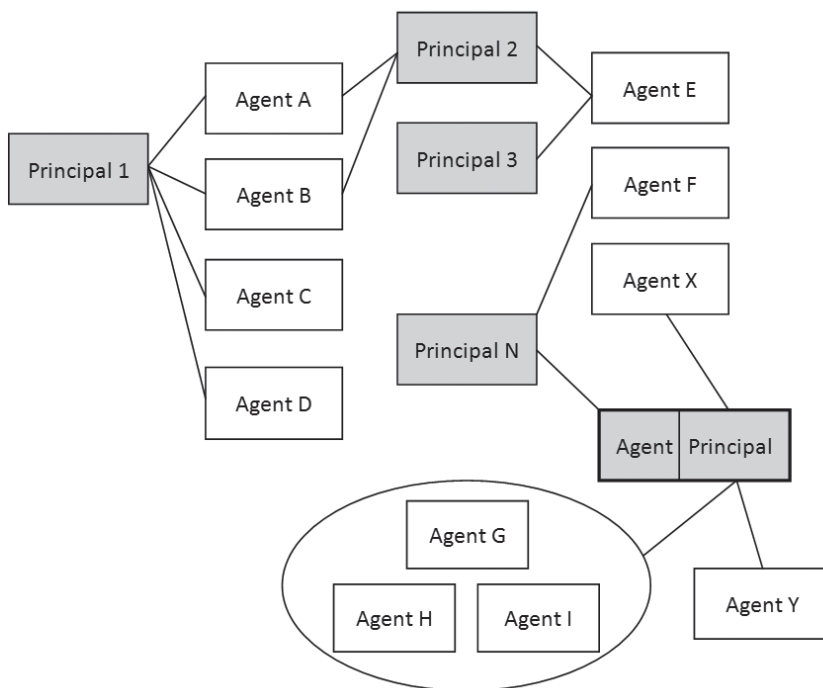 Principal 2
Agent A
Agent E
Principal 1
Principal 3
Agent B
Agent F
Agent C
Agent X
Principal N
Agent D
Agent
Principal
Agent G
Agent H
Agent I
Agent Y